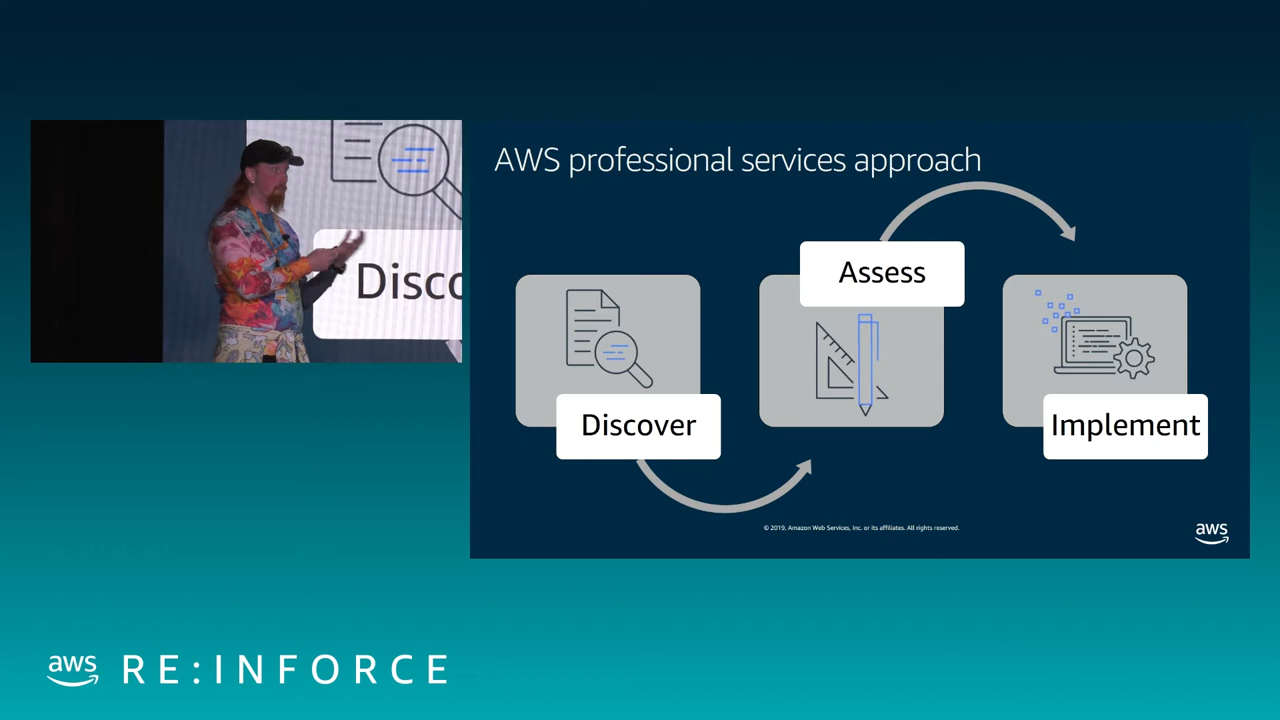 Disco
AWS professional services approach
Assess
Discover
Implement
© 2019, Amazon Web Services, Inc. or its affiliates. All rights reserved.
aws
aws RE:INFORCE